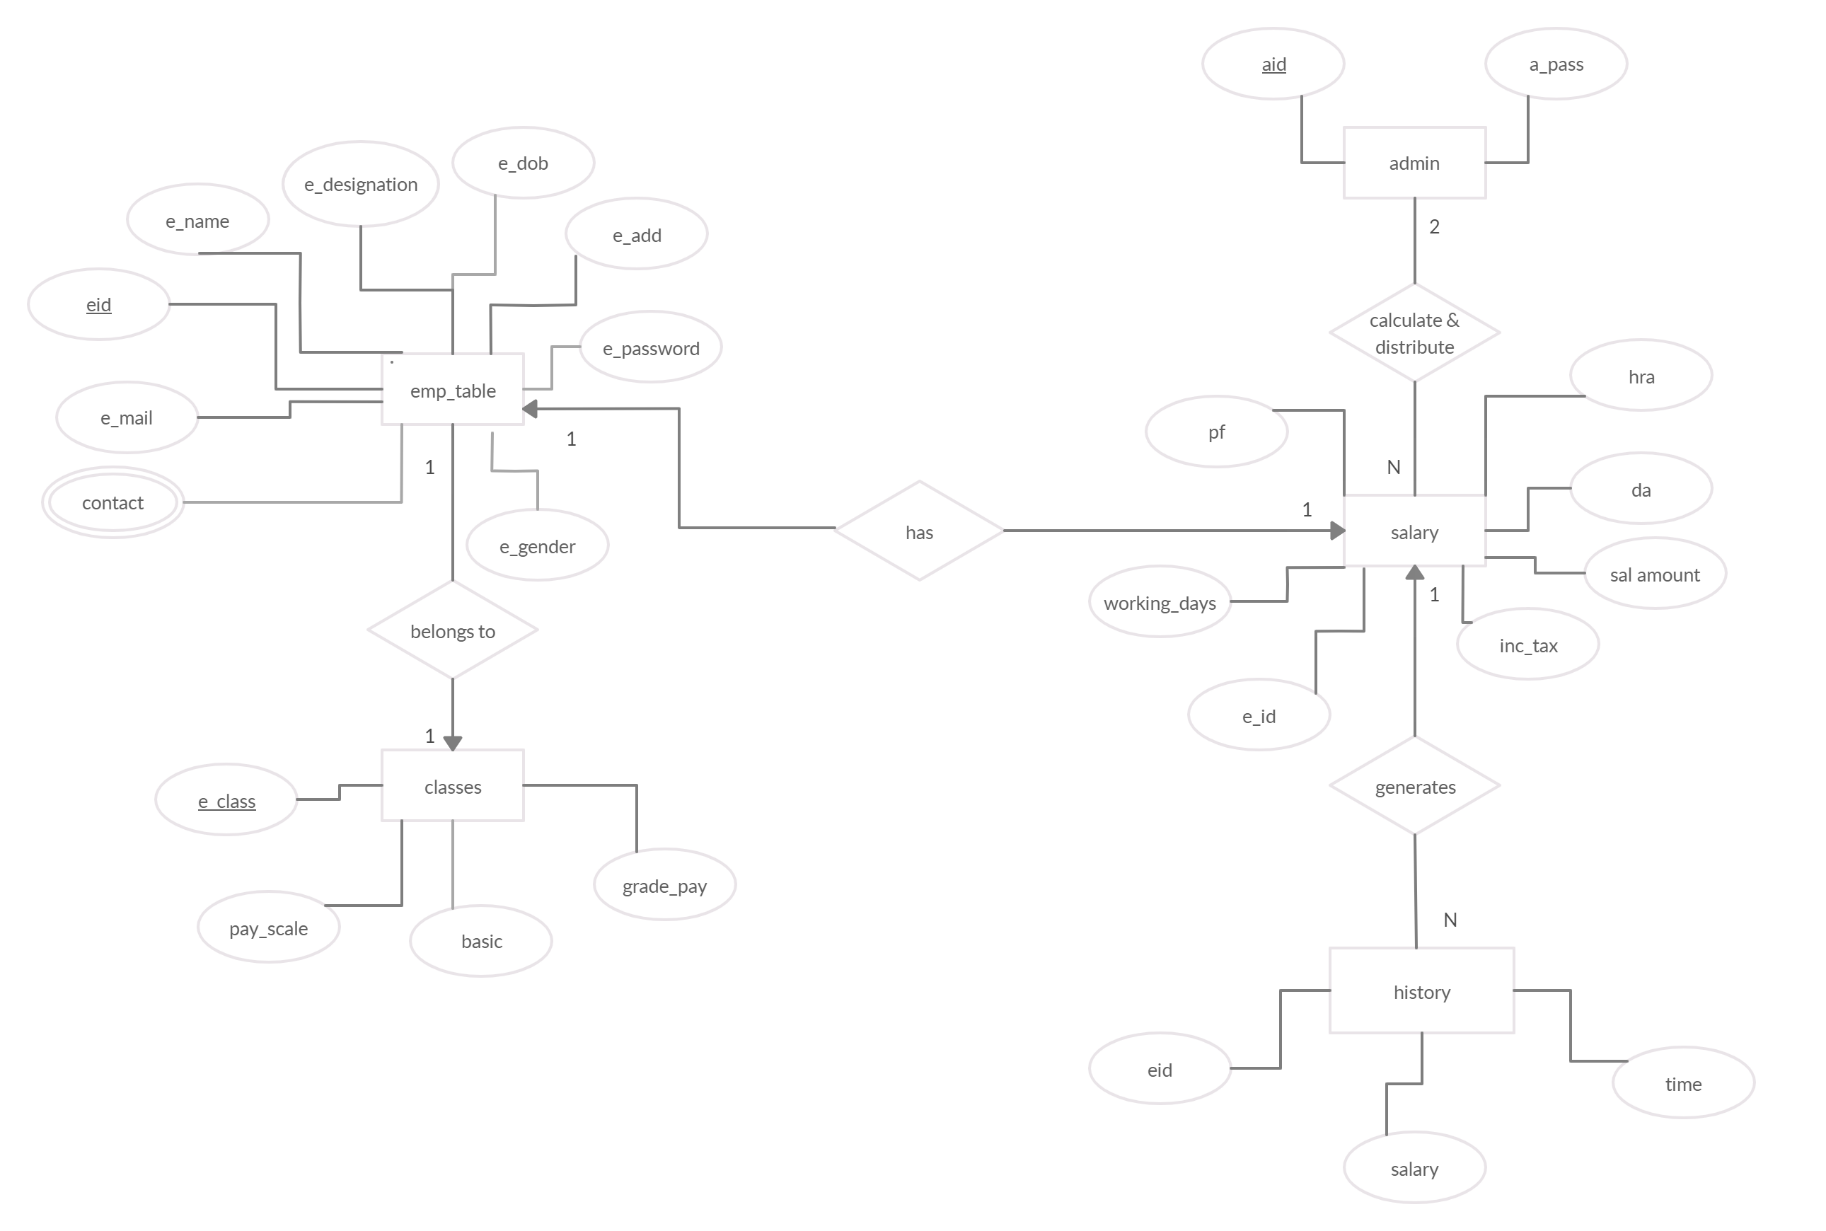 aid
a_pass
admin
2
calculate &
distribute
e_dob
e_designation
e_name
e_add
eid
e_password
emp_table
e_mail
1
1
contact
e_gender
belongs to
1
classes
e_class
grade_pay
pay_scale
basic
has
hra
pf
N
da
1
salary
sal amount
working_days
1
inc_tax
e_id
generates
N
history
eid
time
salary